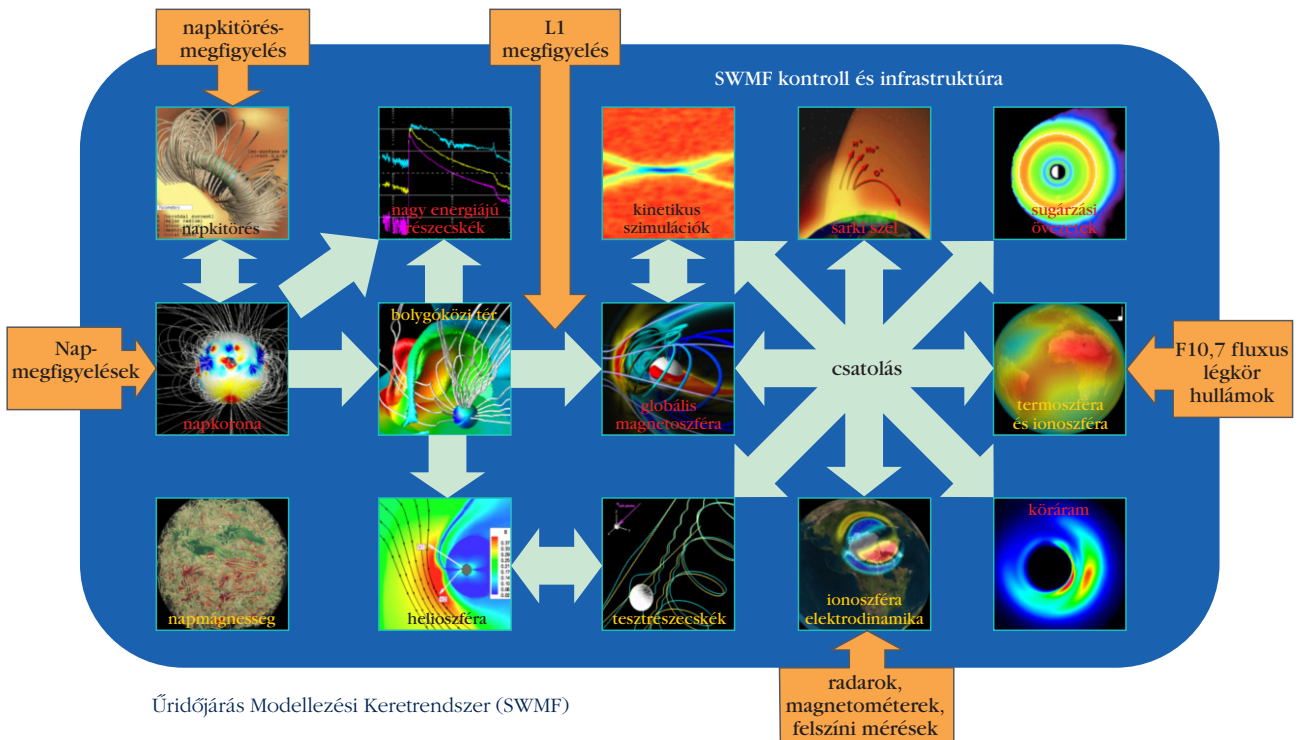 napkitörés-
megfigyelés
L1
megfigyelés
SWMF kontroll és infrastruktúra
napkitörés
nagy energiájú
részecskék
kinetikus
szimulációk
H+
He+
O+
sarki szél
sugárzási
övezetek
Nap-
megfigyelések
napkorona
bolygóközi tér
globális
magnetoszféra
csatolás
termoszféra
és ionoszféra
F10,7 fluxus
légkör
hullámok
napmágnesség
helioszféra
tesztrészecskék
ionoszféra
elektrodinamika
köráram
radarok,
magnetométerek,
felszíni mérések
Űridőjárás Modellezési Keretrendszer (SWMF)